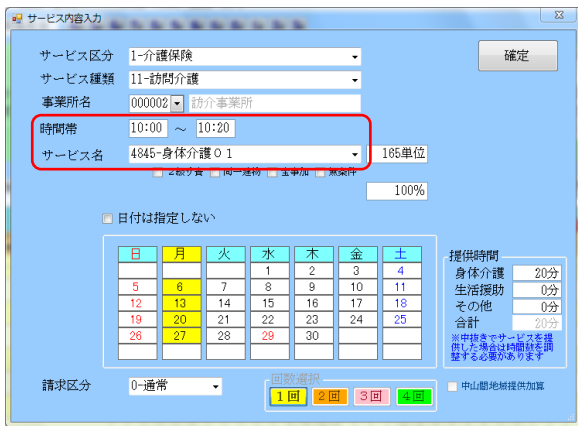 サービス内容入力
サービス区分 1-介護保険
確定
サービス種類 11-訪問介護
事業所名 000002 訪介事業所
時間帯 10:00 ～ 10:20
サービス名 4845-身体介護０１ 165単位
同一建物
100%
日付は指定しない
日 月 火 水 木 金 土
1 2 3 4
5 6 7 8 9 10 11
12 13 14 15 16 17 18
19 20 21 22 23 24 25
26 27 28 29 30
提供時間
身体介護 20分
生活援助 0分
その他 0分
合計 20分
※中抜きでサービスを提
供した場合は時間数を調
整する必要があります
請求区分 0-通常
回数選択
1回 2回 3回 4回
中山間地域提供加算